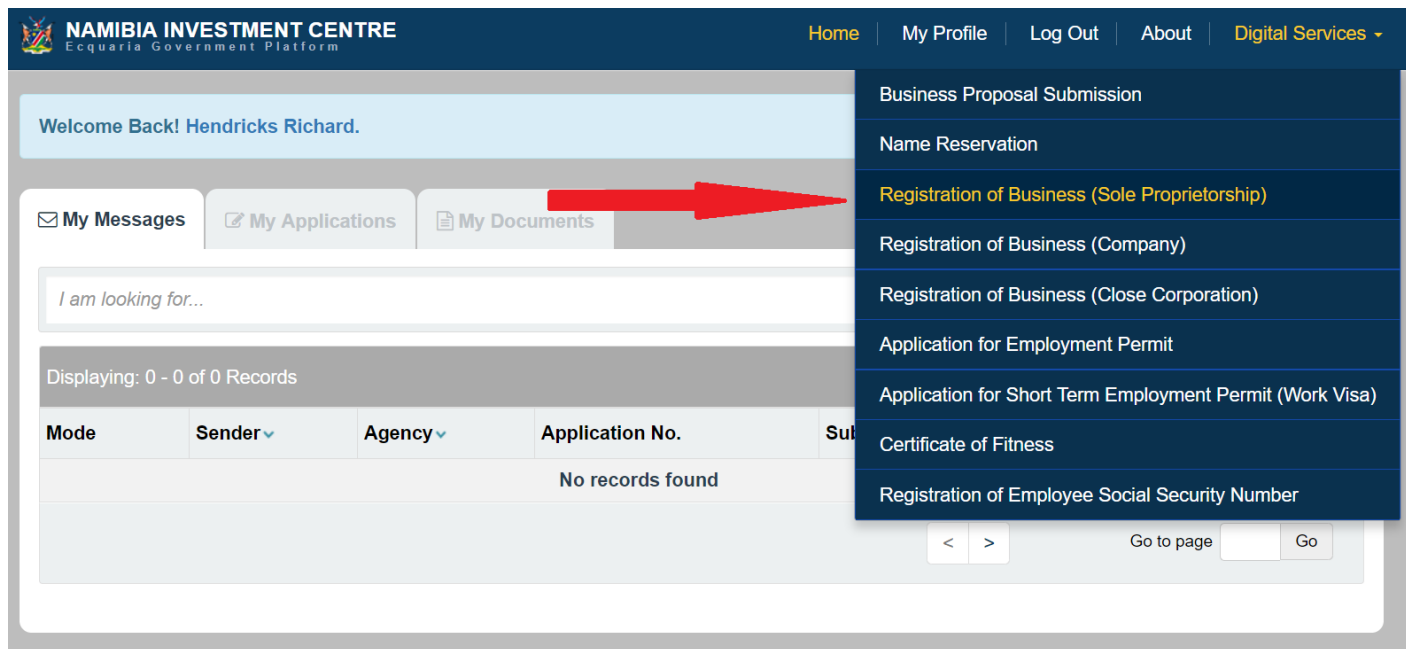 NAMIBIA INVESTMENT CENTRE
Ecquaria Government Platform
Home
My Profile
Log Out
About
Digital Services
Business Proposal Submission
Name Reservation
Registration of Business (Sole Proprietorship)
Registration of Business (Company)
Registration of Business (Close Corporation)
Application for Employment Permit
Application for Short Term Employment Permit (Work Visa)
Certificate of Fitness
Registration of Employee Social Security Number
Welcome Back! Hendricks Richard.
My Messages
My Applications
My Documents
I am looking for...
Displaying: 0 - 0 of 0 Records
Mode
Sender
Agency
Application No.
No records found
< >
Go to page
Go